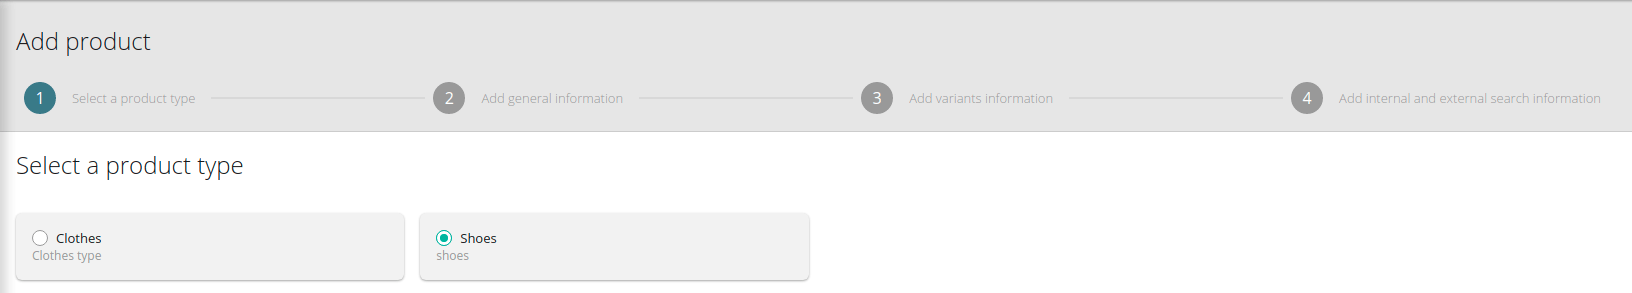 Add product
1 Select a product type 2 Add general information 3 Add variants information 4 Add internal and external search information
Select a product type
Clothes Shoes
Clothes type shoes